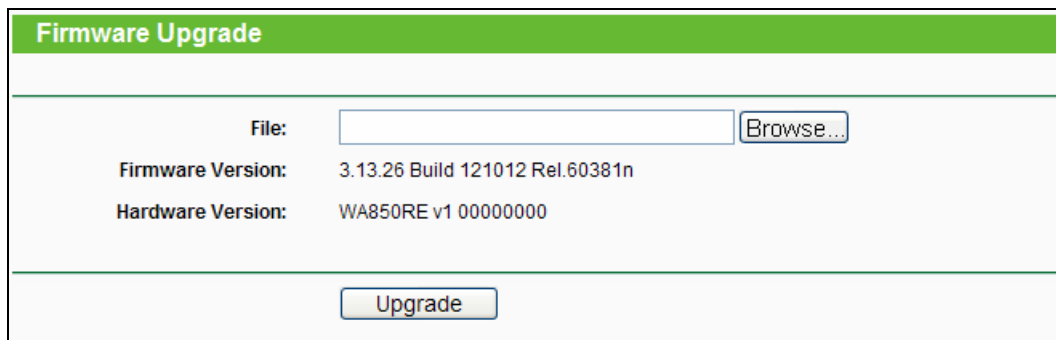 Firmware Upgrade
File: Browse...
Firmware Version: 3.13.26 Build 121012 Rel.60381n
Hardware Version: WA850RE v1 00000000
Upgrade